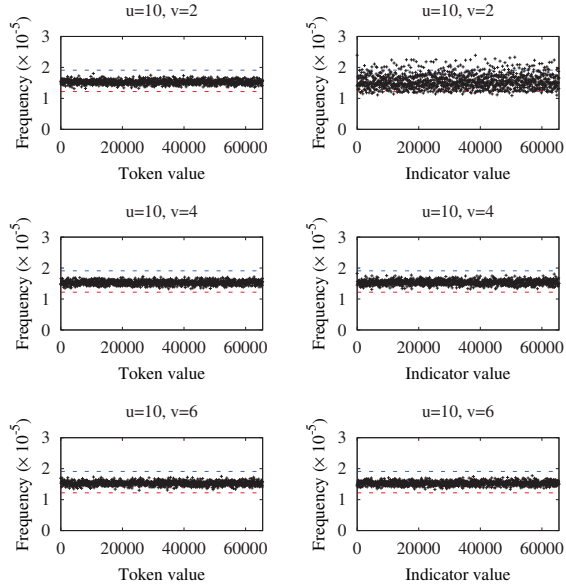 u=10, v=2
Frequency (× 10^-5)
3
2
1
0
0 20000 40000 60000
Token value
u=10, v=2
Frequency (× 10^-5)
3
2
1
0
0 20000 40000 60000
Indicator value
u=10, v=4
Frequency (× 10^-5)
3
2
1
0
0 20000 40000 60000
Token value
u=10, v=4
Frequency (× 10^-5)
3
2
1
0
0 20000 40000 60000
Indicator value
u=10, v=6
Frequency (× 10^-5)
3
2
1
0
0 20000 40000 60000
Token value
u=10, v=6
Frequency (× 10^-5)
3
2
1
0
0 20000 40000 60000
Indicator value